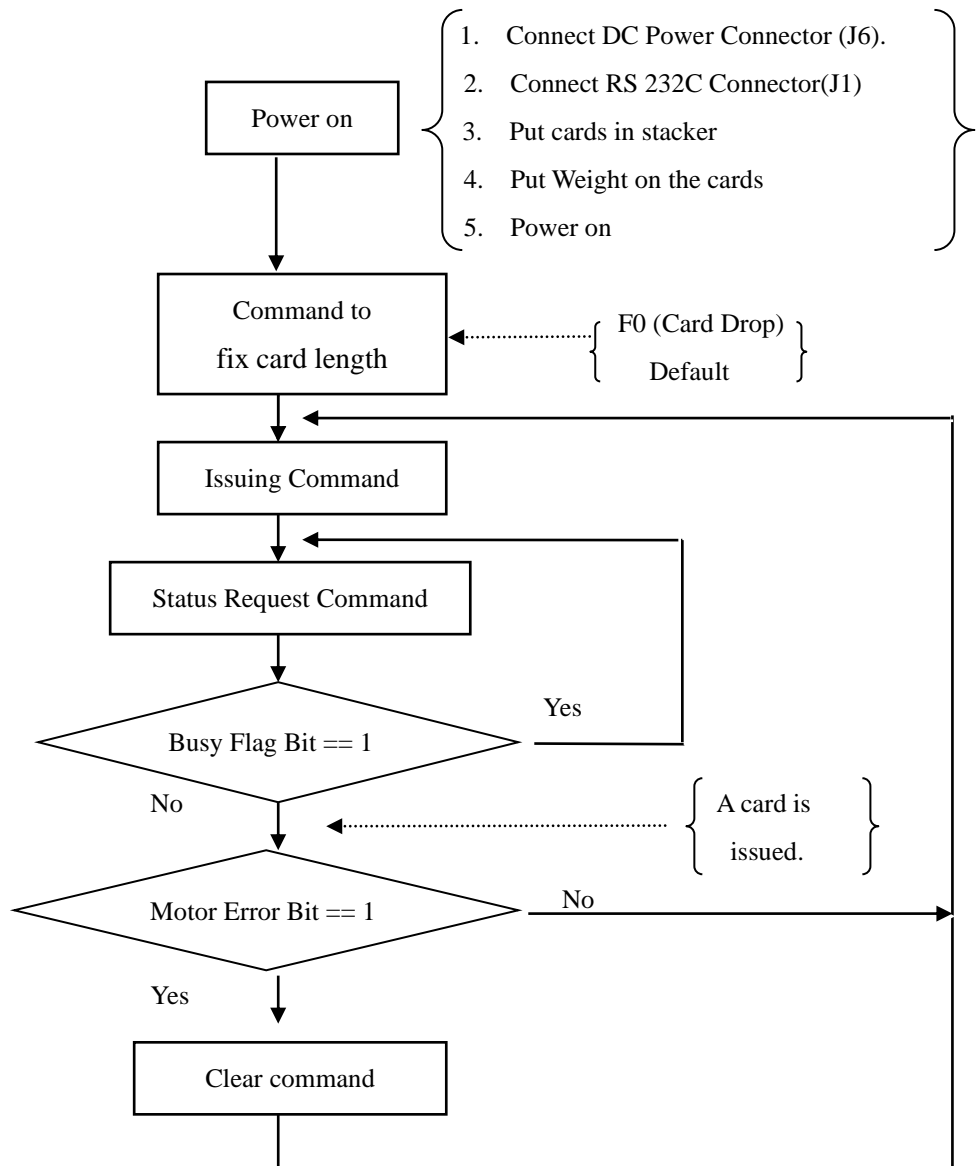 1. Connect DC Power Connector (J6).
2. Connect RS 232C Connector(J1)
3. Put cards in stacker
4. Put Weight on the cards
5. Power on
Power on
Command to
fix card length
F0 (Card Drop)
Default
Issuing Command
Status Request Command
Yes
Busy Flag Bit == 1
No
A card is
issued.
Motor Error Bit == 1
No
Yes
Clear command